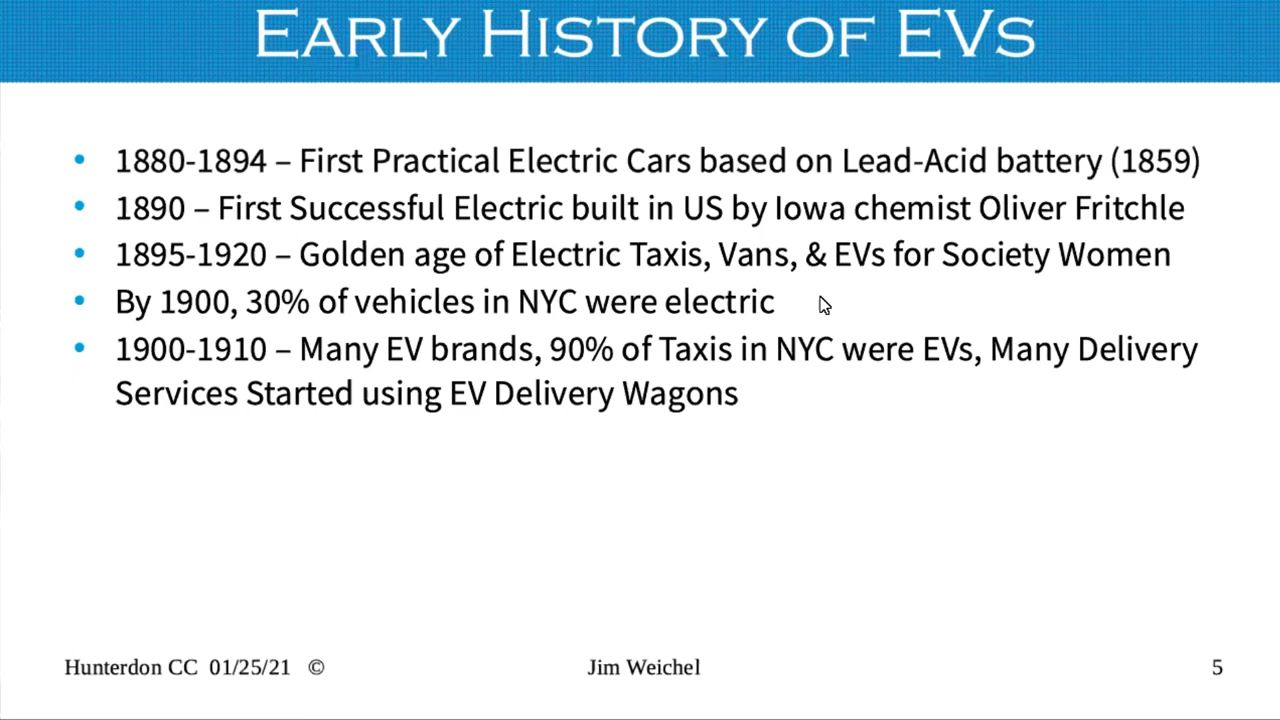 EARLY HISTORY OF EVS
• 1880-1894 – First Practical Electric Cars based on Lead-Acid battery (1859)
• 1890 – First Successful Electric built in US by Iowa chemist Oliver Fritchle
• 1895-1920 – Golden age of Electric Taxis, Vans, & EVs for Society Women
• By 1900, 30% of vehicles in NYC were electric
• 1900-1910 – Many EV brands, 90% of Taxis in NYC were EVs, Many Delivery
Services Started using EV Delivery Wagons
Hunterdon CC 01/25/21 ©
Jim Weichel
5